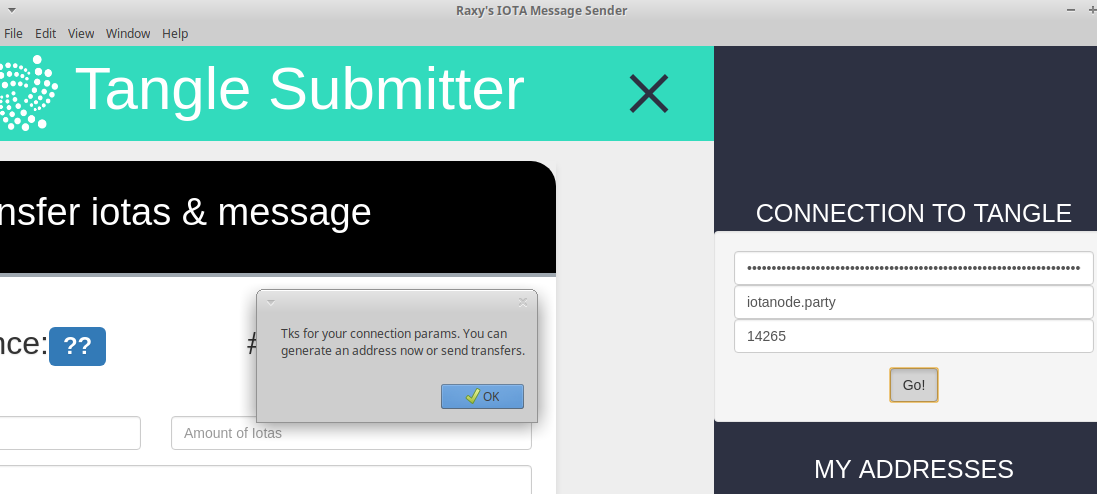 Raxy's IOTA Message Sender
File Edit View Window Help
Tangle Submitter
nsfer iotas & message
nce: ??
#
Tks for your connection params. You can
generate an address now or send transfers.
OK
Amount of Iotas
CONNECTION TO TANGLE
iotanode.party
14265
Go!
MY ADDRESSES